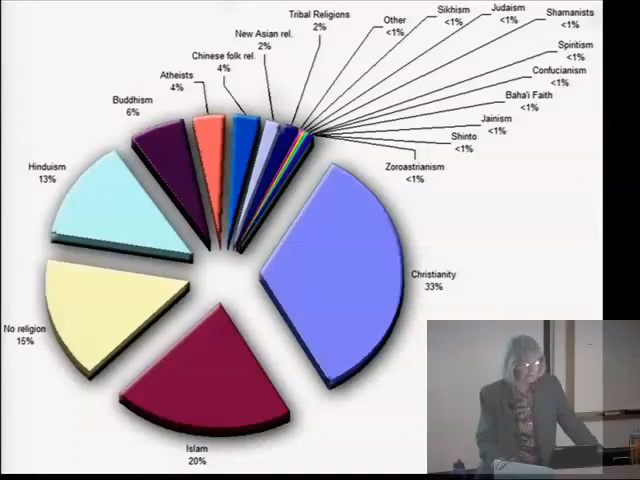 Tribal Religions
2%
Other
<1%
Sikhism
<1%
Judaism
<1%
Shamanists
<1%
New Asian rel.
2%
Chinese folk rel.
4%
Atheists
4%
Buddhism
6%
Hinduism
13%
No religion
15%
Islam
20%
Christianity
33%
Spiritism
<1%
Confucianism
<1%
Baha'i Faith
<1%
Jainism
<1%
Shinto
<1%
Zoroastrianism
<1%